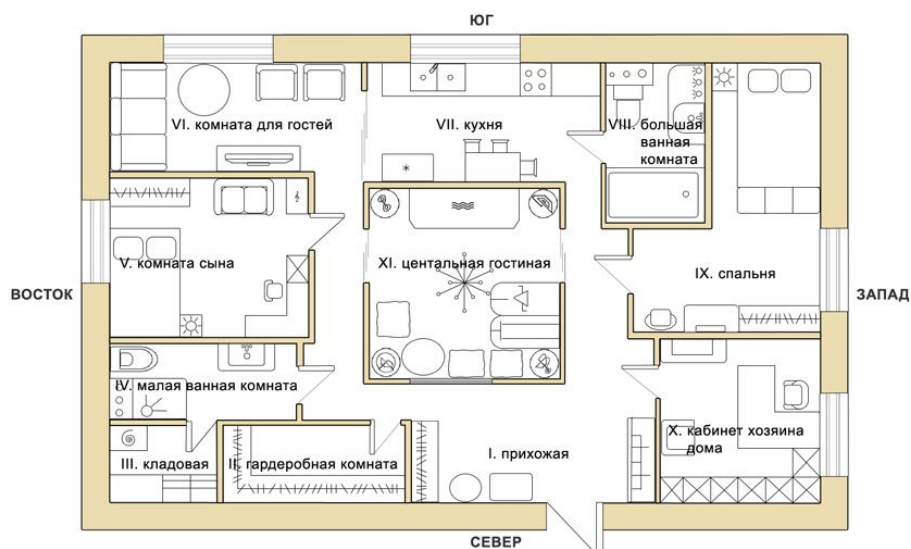 ЮГ
VI. комната для гостей
VII. кухня
VIII. большая
ванная
комната
V. комната сына
XI. центальная гостиная
IX. спальня
ВОСТОК
ЗАПАД
IV. малая ванная комната
X. кабинет хозяина
дома
III. кладовая
II. гардеробная комната
I. прихожая
СЕВЕР